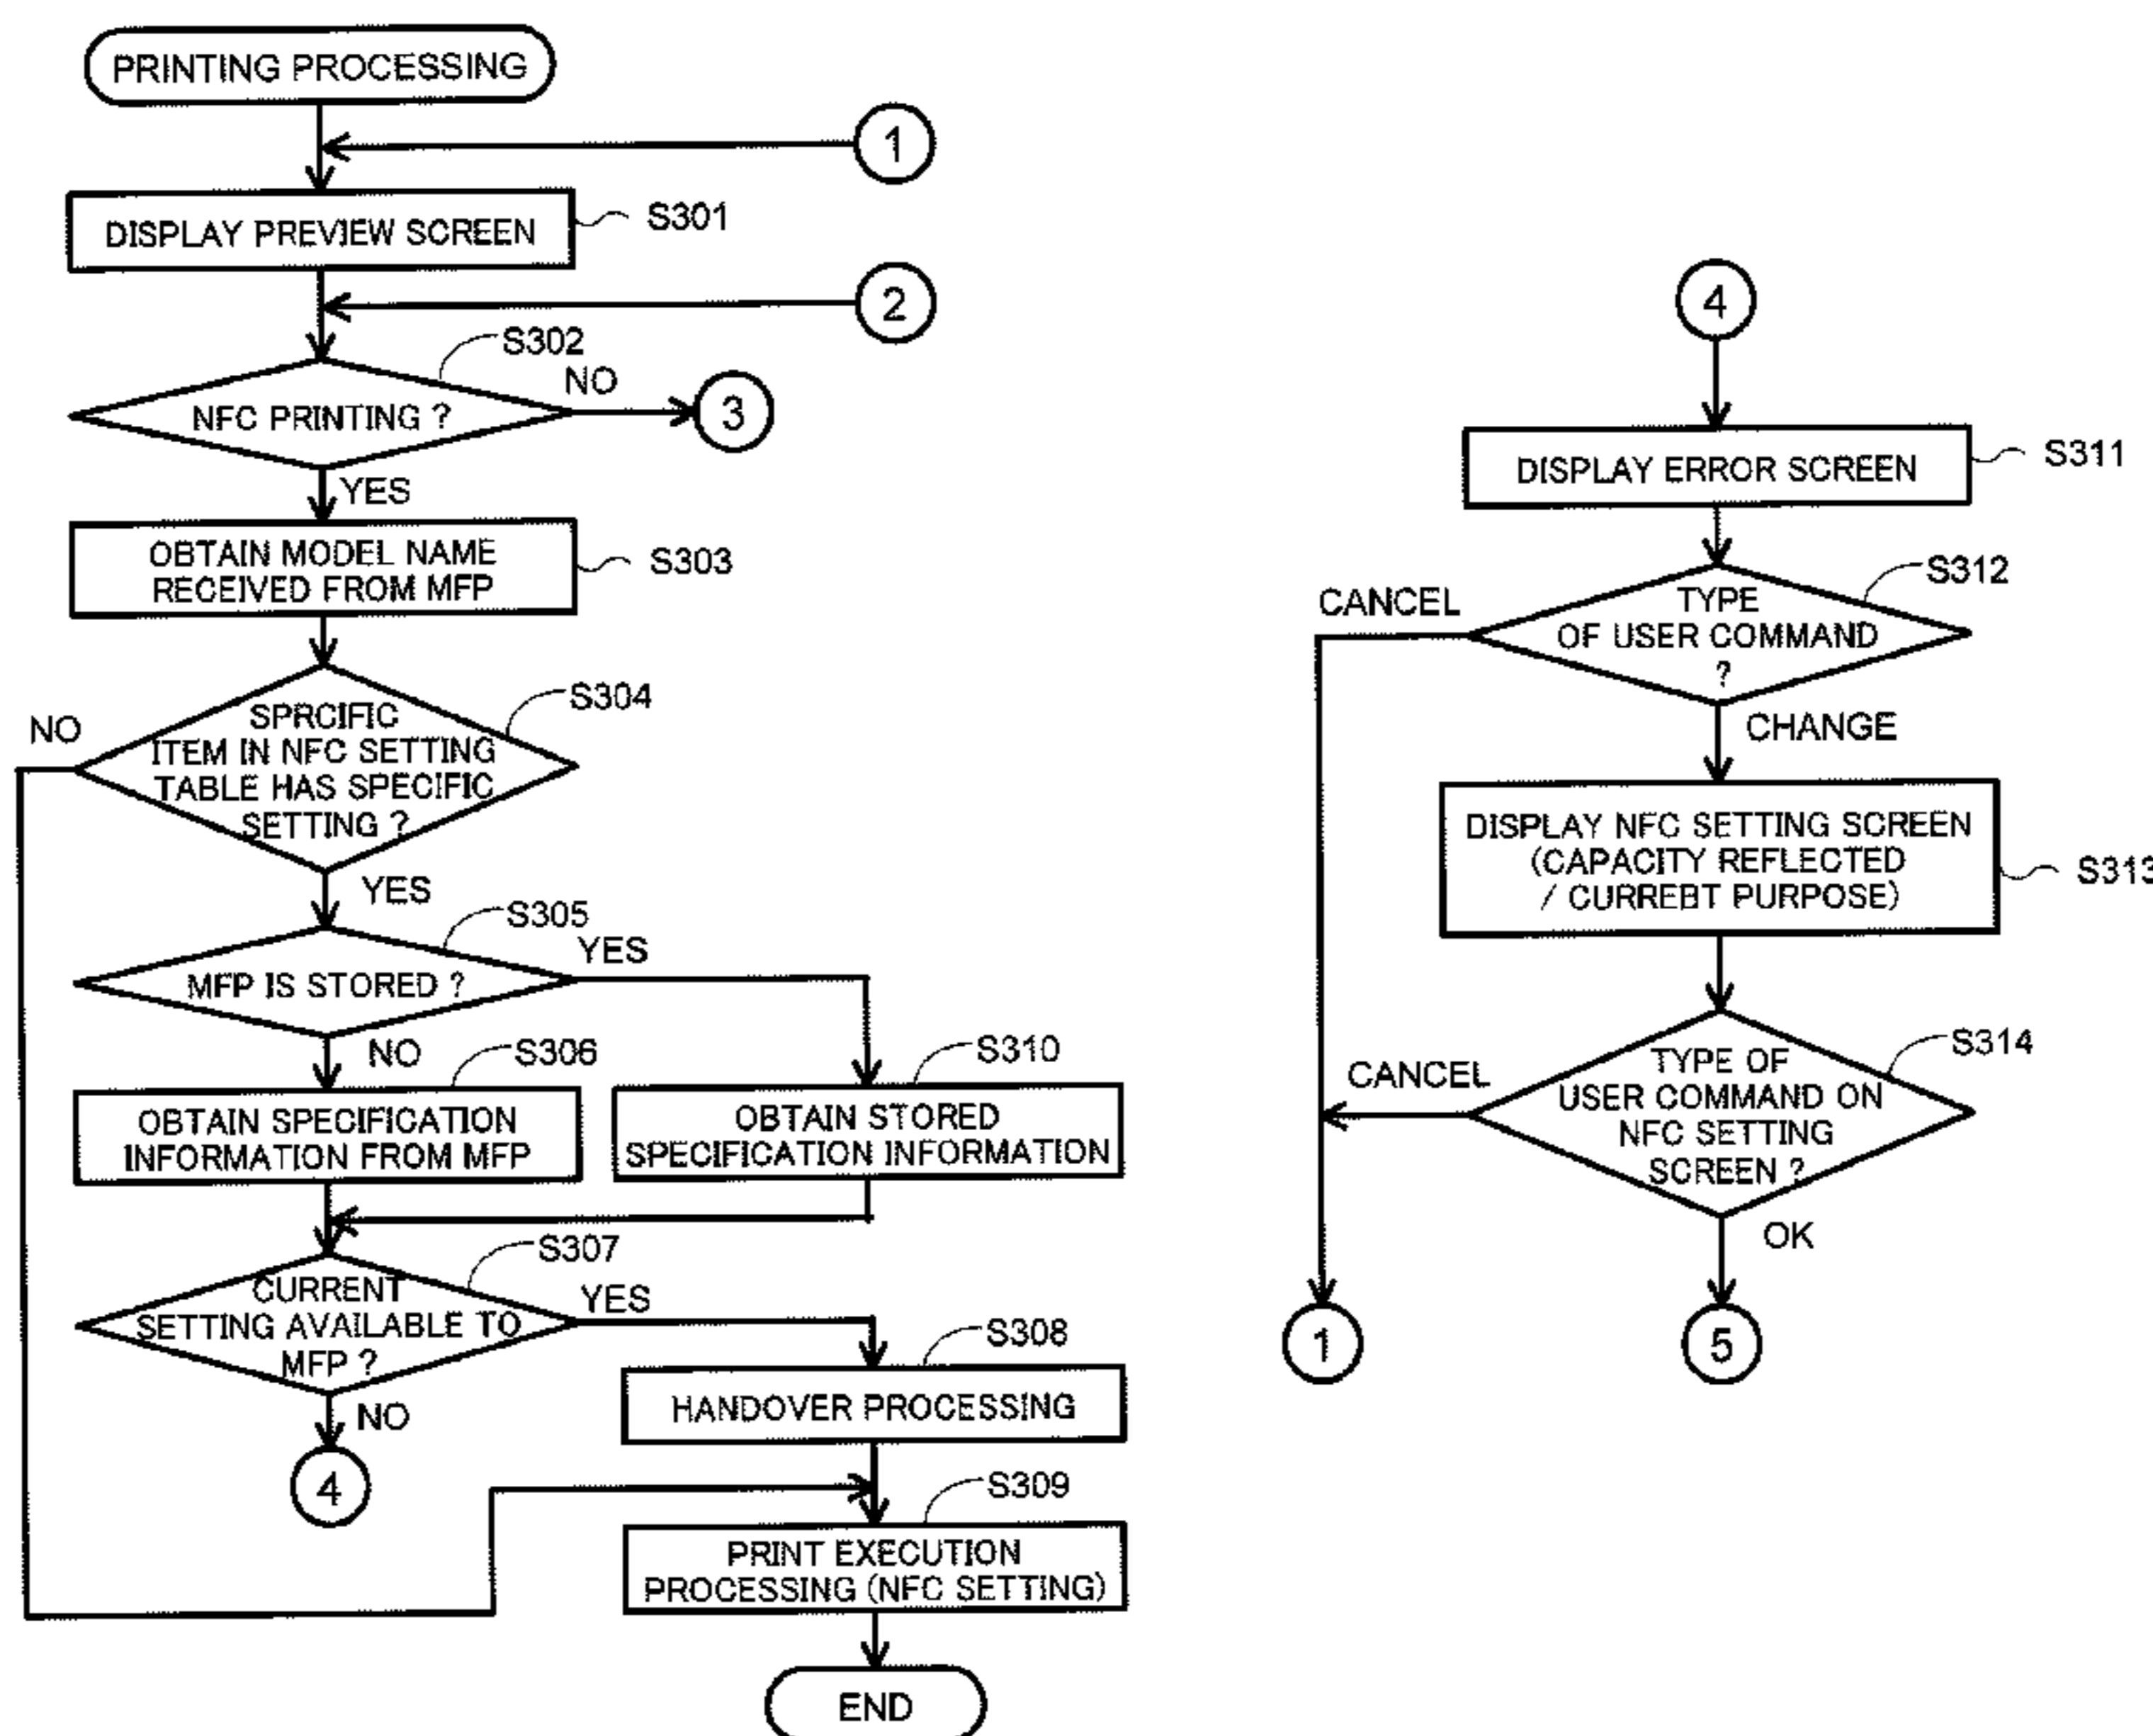 PRINTING PROCESSING
1
DISPLAY PREVIEW SCREEN
S301
2
S302
NFC PRINTING ?
NO
3
YES
OBTAIN MODEL NAME
RECEIVED FROM MFP
S303
S304
NO
SPRCIFIC
ITEM IN NFC SETTING
TABLE HAS SPECIFIC
SETTING ?
YES
S305
MFP IS STORED ?
YES
NO
S306
OBTAIN SPECIFICATION
INFORMATION FROM MFP
S310
OBTAIN STORED
SPECIFICATION INFORMATION
S307
CURRENT
SETTING AVAILABLE TO
MFP ?
YES
NO
4
S308
HANDOVER PROCESSING
S309
PRINT EXECUTION
PROCESSING (NFC SETTING)
END
4
DISPLAY ERROR SCREEN
S311
S312
CANCEL
TYPE
OF USER COMMAND
?
CHANGE
DISPLAY NFC SETTING SCREEN
(CAPACITY REFLECTED
/ CURREBT PURPOSE)
S313
S314
CANCEL
TYPE OF
USER COMMAND ON
NFC SETTING
SCREEN ?
OK
1
5